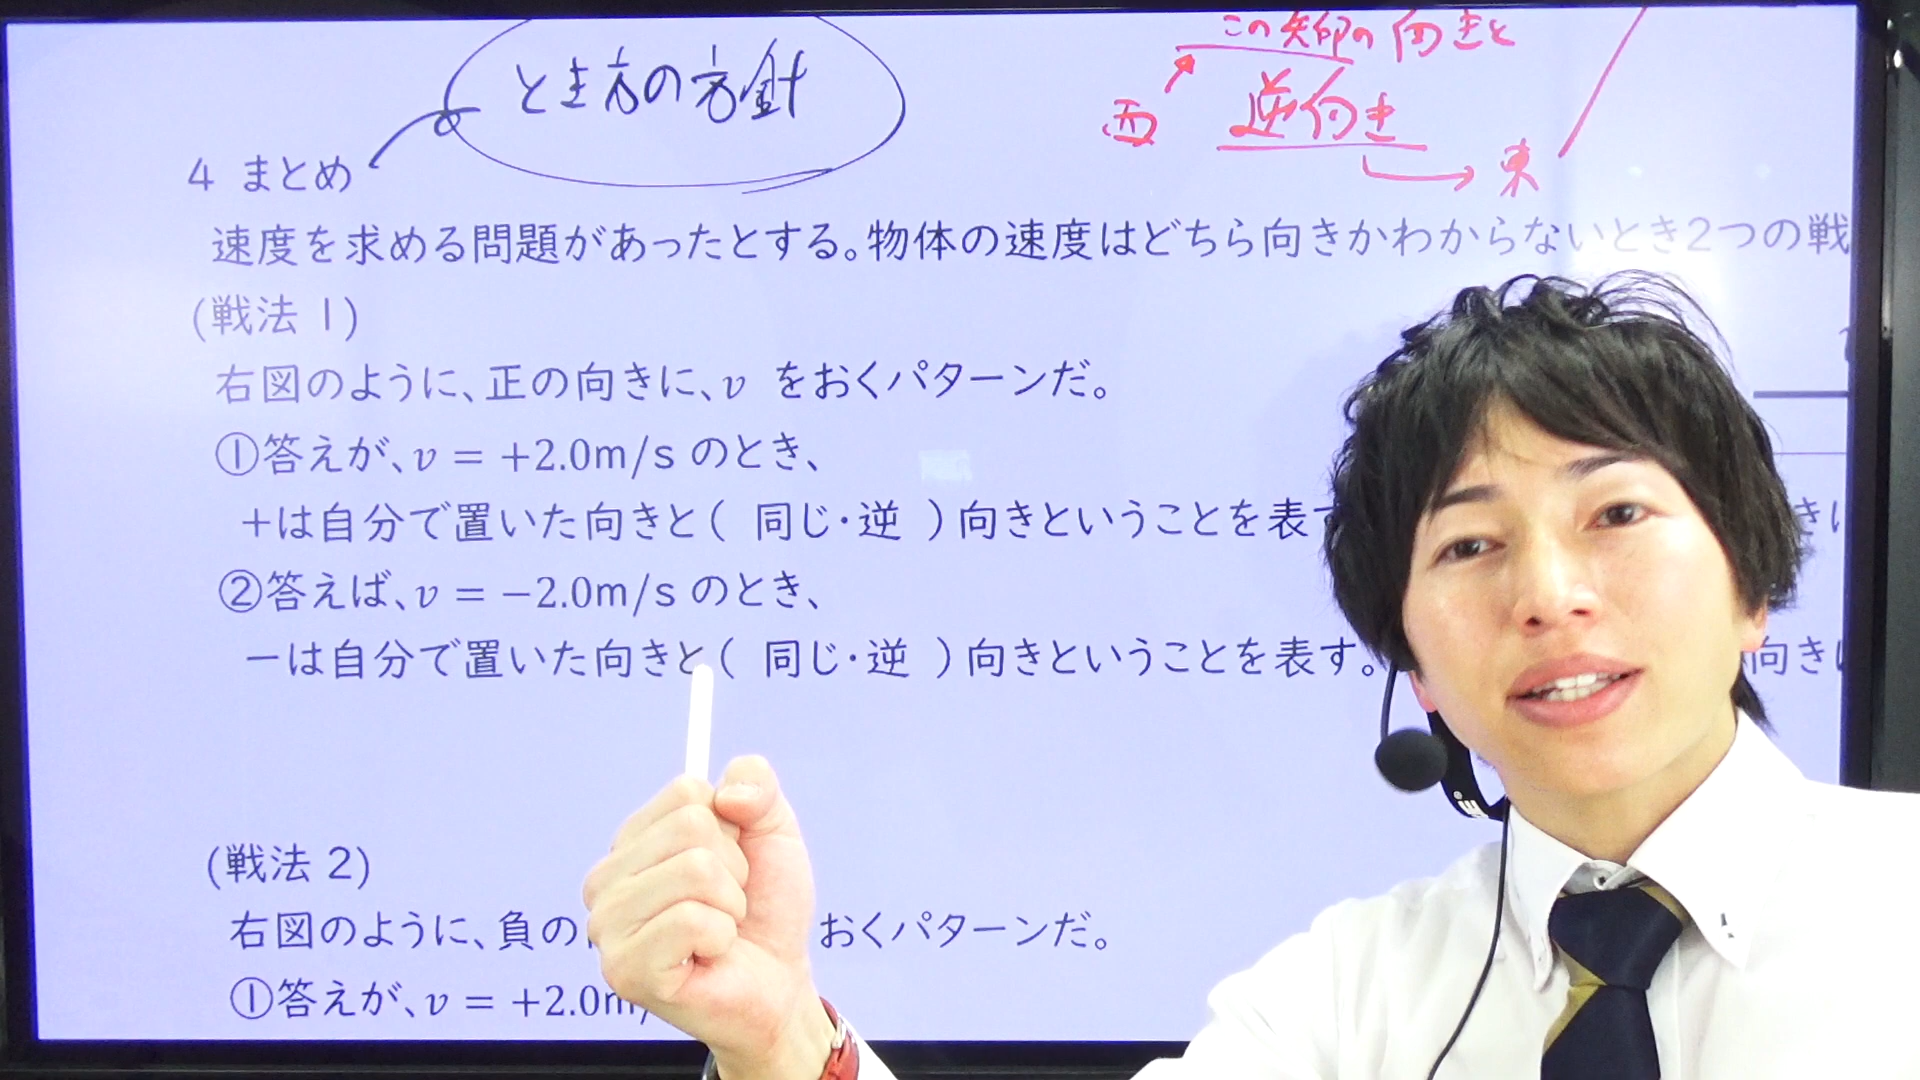 とき方の方針
この矢印の向きと
西 逆向き
東
4 まとめ
速度を求める問題があったとする。物体の速度はどちら向きかわからないとき2つの戦
(戦法 1)
右図のように、正の向きに、v をおくパターンだ。
①答えが、v = +2.0m/s のとき、
+は自分で置いた向きと( 同じ・逆 )向きということを表す
②答えば、v = −2.0m/s のとき、
−は自分で置いた向きと( 同じ・逆 )向きということを表す。 向き
(戦法 2)
右図のように、負の おくパターンだ。
①答えが、v = +2.0m/